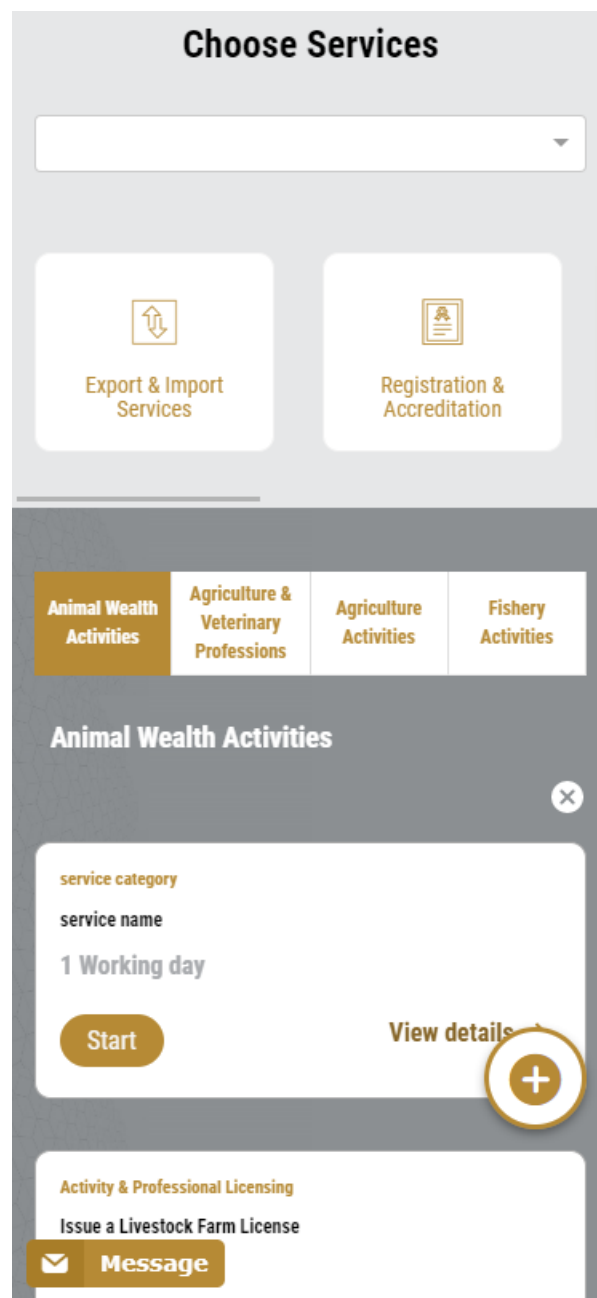 Choose Services
Export & Import
Services
Registration &
Accreditation
Animal Wealth
Activities
Agriculture &
Veterinary
Professions
Agriculture
Activities
Fishery
Activities
Animal Wealth Activities
service category
service name
1 Working day
Start
View details
Activity & Professional Licensing
Issue a Livestock Farm License
Message